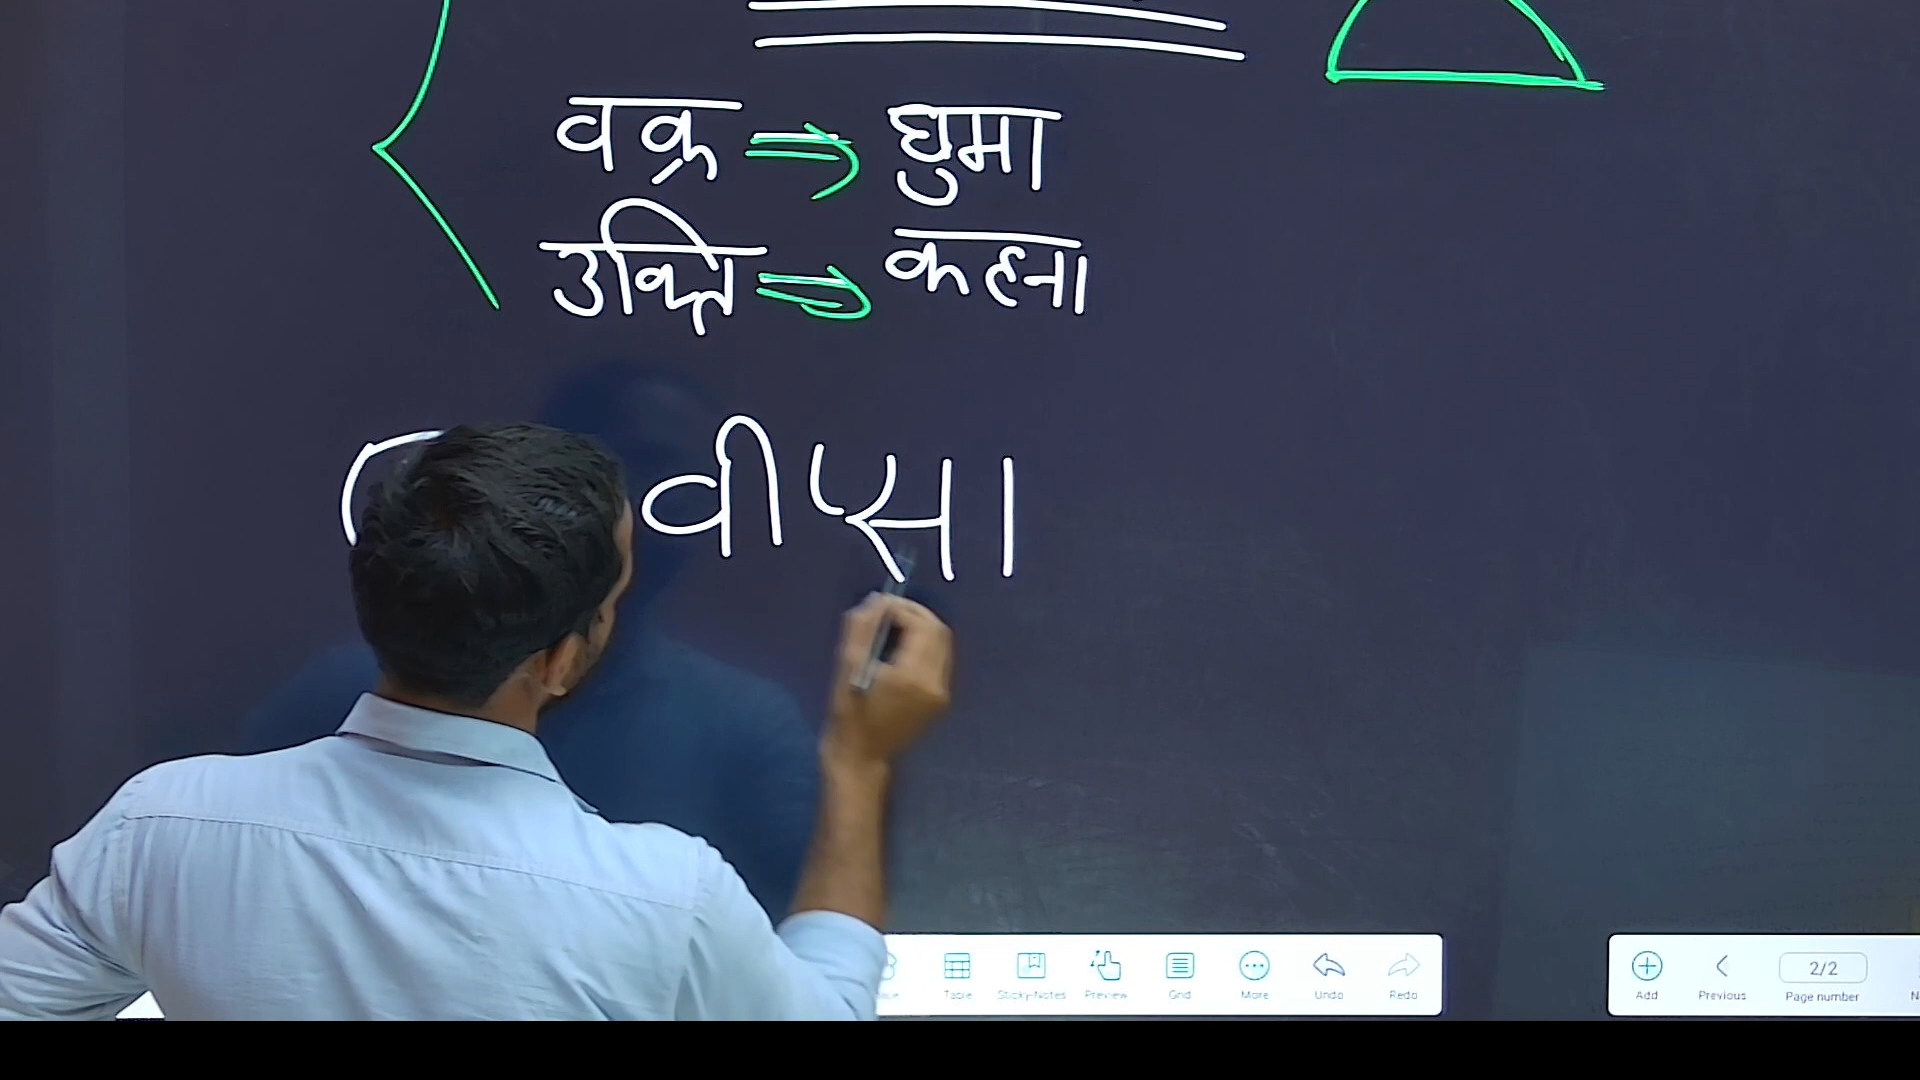 वक्र ⇒ घुमा
उक्ति ⇒ कहना
वीप्सा
Table Sticky-Notes Preview Grid More Undo Redo
Add Previous 2/2 Page number